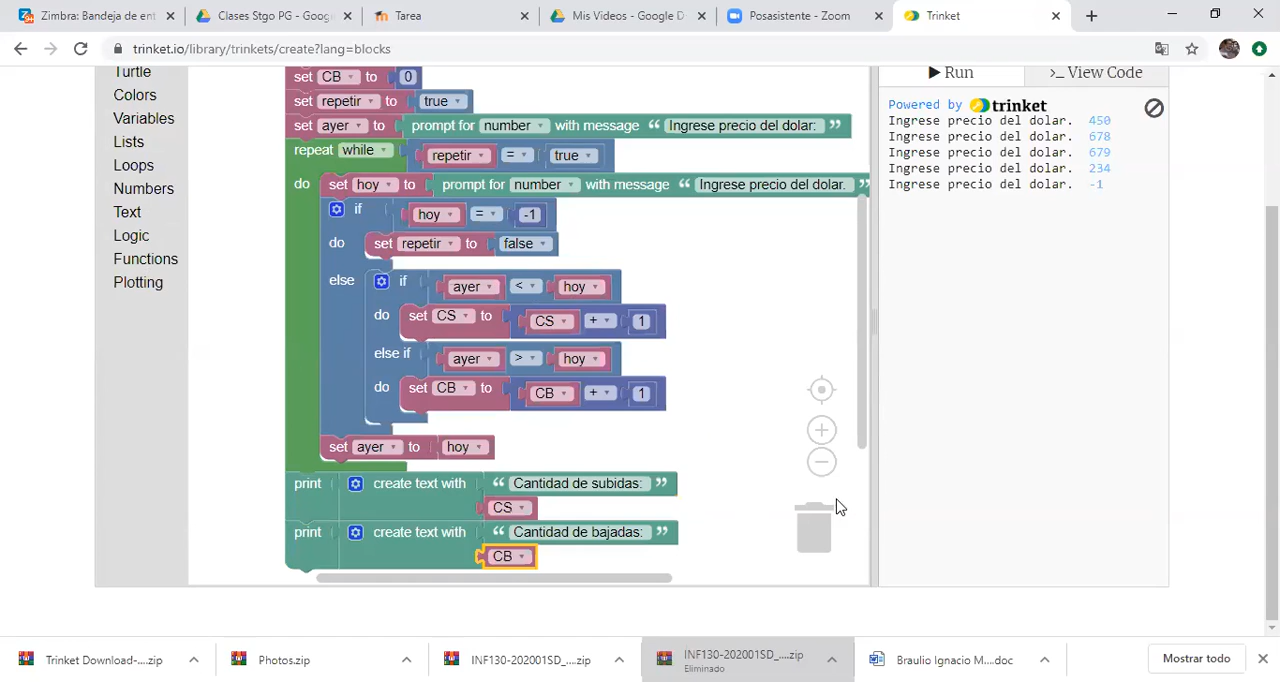 Zimbra: Bandeja de ent
Clases Stgo PG - Goog
Tarea
Mis Videos - Google D
Posasistente - Zoom
Trinket
trinket.io/library/trinkets/create?lang=blocks
Turtle
Colors
Variables
Lists
Loops
Numbers
Text
Logic
Functions
Plotting
set CB to 0
set repetir to true
set ayer to prompt for number with message “ Ingrese precio del dolar: ”
repeat while repetir = true
do set hoy to prompt for number with message “ Ingrese precio del dolar. ”
if hoy = -1
do set repetir to false
else if ayer < hoy
do set CS to CS + 1
else if ayer > hoy
do set CB to CB + 1
set ayer to hoy
print create text with “ Cantidad de subidas: ”
CS
print create text with “ Cantidad de bajadas: ”
CB
Run >_ View Code
Powered by trinket
Ingrese precio del dolar. 450
Ingrese precio del dolar. 678
Ingrese precio del dolar. 679
Ingrese precio del dolar. 234
Ingrese precio del dolar. -1
Trinket Download-....zip
Photos.zip
INF130-202001SD_....zip
INF130-202001SD_....zip
Eliminado
Braulio Ignacio M....doc
Mostrar todo